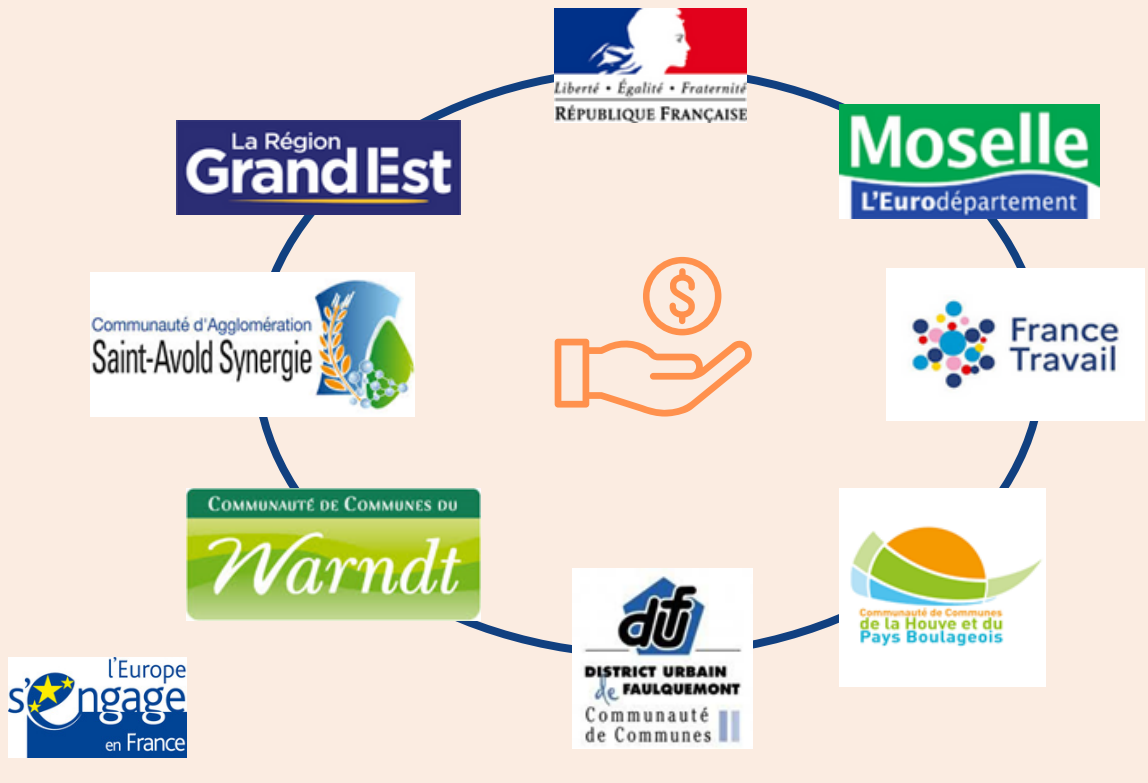 Liberté • Égalité • Fraternité
RÉPUBLIQUE FRANÇAISE
La Région
Grand Est
Moselle
L'Eurodépartement
Communauté d'Agglomération
Saint-Avold Synergie
$
France
Travail
COMMUNAUTÉ DE COMMUNES DU
Warndt
Communauté de Communes
de la Houve et du
Pays Boulageois
duf
DISTRICT URBAIN
de FAULQUEMONT
Communauté
de Communes
l'Europe
s'engage
en France